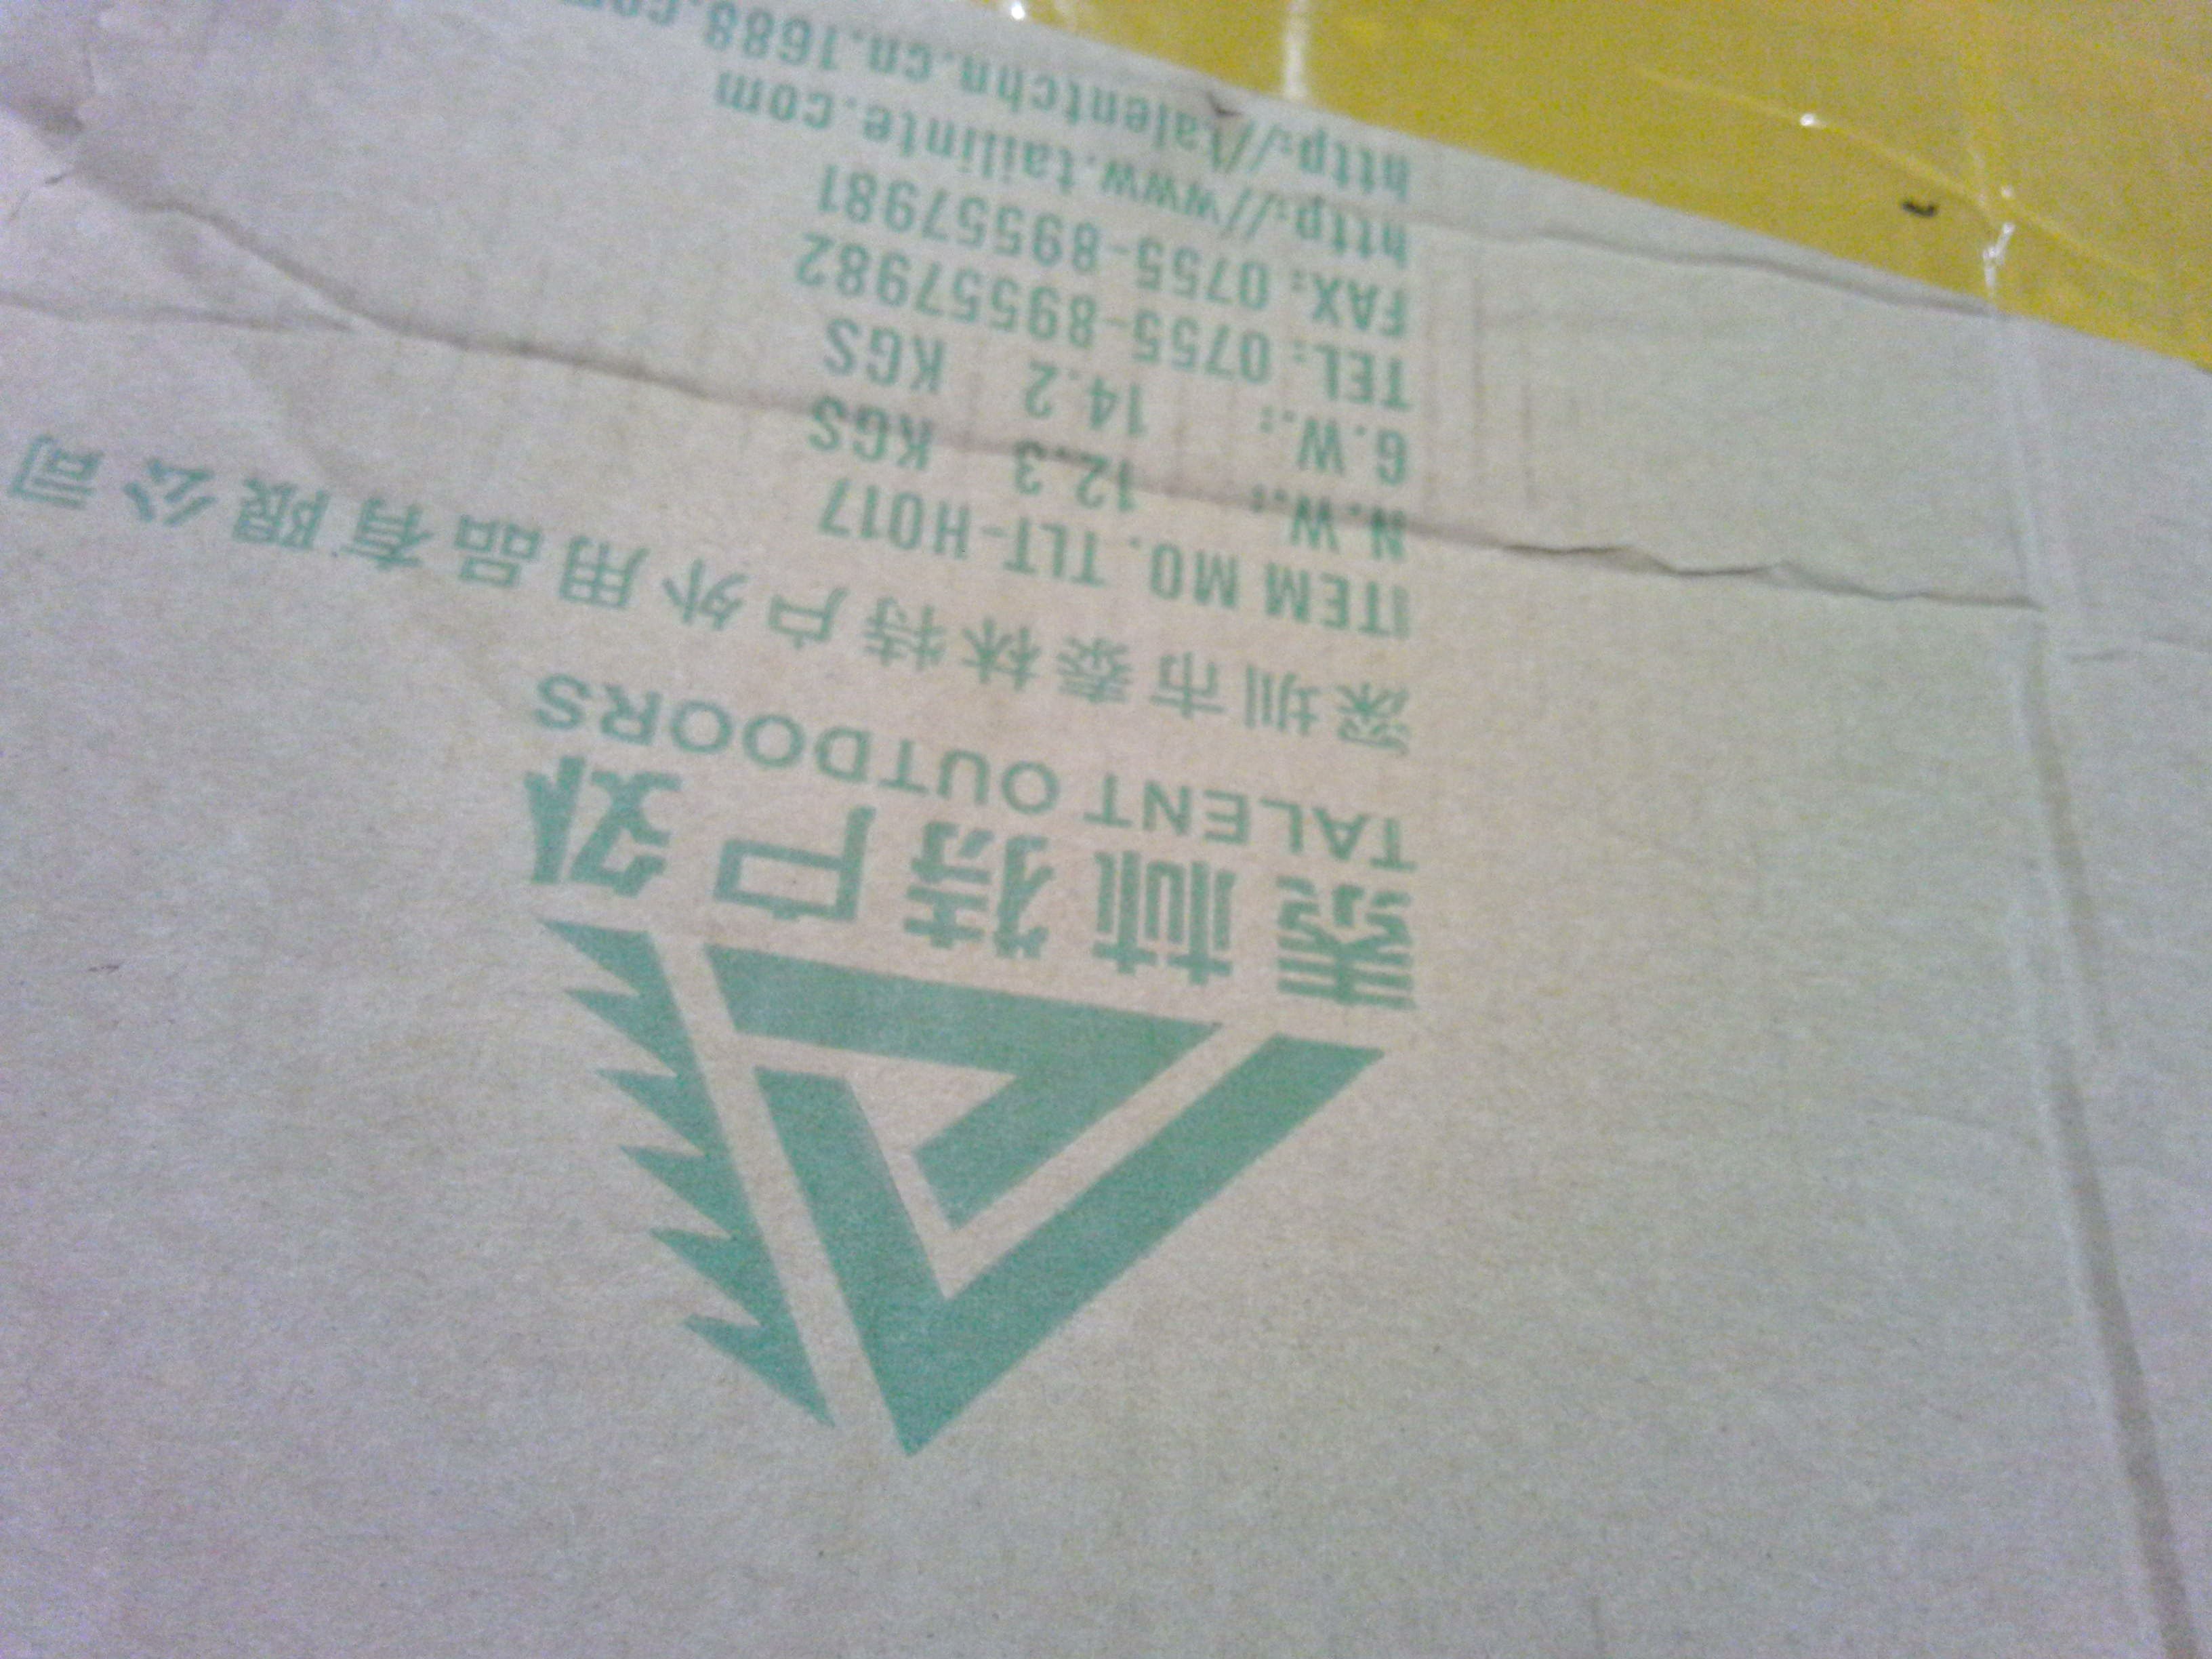 泰林特户外
TALENT OUTDOORS
深圳市泰林特户外用品有限公司
ITEM MO. TLT-H017
N.W.: 12.3 KGS
G.W.: 14.2 KGS
TEL: 0755-89557982
FAX: 0755-89557981
http://www.tailinte.com
http://talentchn.cn.1688.com